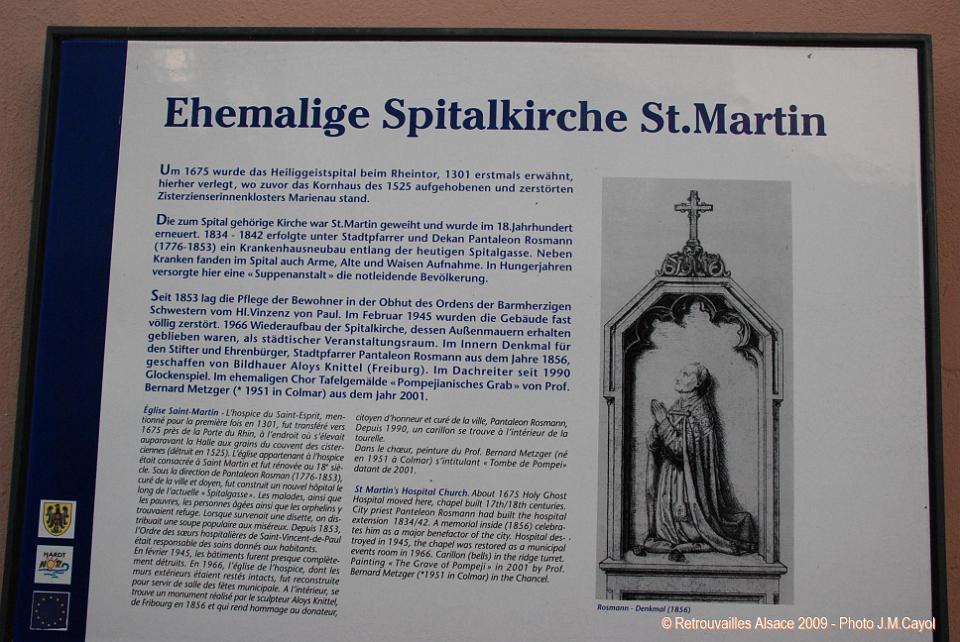 Ehemalige Spitalkirche St.Martin
Um 1675 wurde das Heiliggeistspital beim Rheintor, 1301 erstmals erwähnt,
hierher verlegt, wo zuvor das Kornhaus des 1525 aufgehobenen und zerstörten
Zisterzienserinnenklosters Marienau stand.
Die zum Spital gehörige Kirche war St.Martin geweiht und wurde im 18.Jahrhundert
erneuert. 1834 - 1842 erfolgte unter Stadtpfarrer und Dekan Pantaleon Rosmann
(1776-1853) ein Krankenhausneubau entlang der heutigen Spitalgasse. Neben
Kranken fanden im Spital auch Arme, Alte und Waisen Aufnahme. In Hungerjahren
versorgte hier eine « Suppenanstalt » die notleidende Bevölkerung.
Seit 1853 lag die Pflege der Bewohner in der Obhut des Ordens der Barmherzigen
Schwestern vom Hl.Vinzenz von Paul. Im Februar 1945 wurden die Gebäude fast
völlig zerstört. 1966 Wiederaufbau der Spitalkirche, dessen Außenmauern erhalten
geblieben waren, als städtischer Veranstaltungsraum. Im Innern Denkmal für
den Stifter und Ehrenbürger, Stadtpfarrer Pantaleon Rosmann aus dem Jahre 1856,
geschaffen von Bildhauer Aloys Knittel (Freiburg). Im Dachreiter seit 1990
Glockenspiel. Im ehemaligen Chor Tafelgemälde « Pompejianisches Grab » von Prof.
Bernard Metzger (* 1951 in Colmar) aus dem Jahr 2001.
Église Saint-Martin - L'hospice du Saint-Esprit, men-
tionné pour la première fois en 1301, fut transféré vers
1675 près de la Porte du Rhin, à l'endroit où s'élevait
auparavant la Halle aux grains du couvent des cister-
ciennes (détruit en 1525). L'église appartenant à l'hospice
était consacrée à Saint Martin et fut rénovée au 18e siè-
cle. Sous la direction de Pantaleon Rosman (1776-1853),
curé de la ville et doyen, fut construit un nouvel hôpital le
long de l'actuelle « Spitalgasse ». Les malades, ainsi que
les pauvres, les personnes âgées ainsi que les orphelins y
trouvaient refuge. Lorsque survenait une disette, on dis-
tribuait une soupe populaire aux miséreux. Depuis 1853,
l'Ordre des sœurs hospitalières de Saint-Vincent-de-Paul
était responsable des soins donnés aux habitants.
En février 1945, les bâtiments furent presque complète-
ment détruits. En 1966, l'église de l'hospice, dont les
murs extérieurs étaient restés intacts, fut reconstruite
pour servir de salle des fêtes municipale. A l'intérieur, se
trouve un monument réalisé par le sculpteur Aloys Knittel,
de Fribourg en 1856 et qui rend hommage au donateur,
citoyen d'honneur et curé de la ville, Pantaleon Rosmann,
Depuis 1990, un carillon se trouve à l'intérieur de la
tourelle.
Dans le chœur, peinture du Prof. Bernard Metzger (né
en 1951 à Colmar) s'intitulant « Tombe de Pompei»
datant de 2001.
St Martin's Hospital Church. About 1675 Holy Ghost
Hospital moved here, chapel built 17th/18th centuries.
City priest Panteleon Rosmann had built the hospital
extension 1834/42. A memorial inside (1856) celebra-
tes him as a major benefactor of the city. Hospital des-
troyed in 1945, the chapel was restored as a municipal
events room in 1966. Carillon (bells) in the ridge turret.
Painting « The Grave of Pompeji » in 2001 by Prof.
Bernard Metzger (*1951 in Colmar) in the Chancel.
Rosmann - Denkmal (1856)
HARDT
NORD
© Retrouvailles Alsace 2009 - Photo J.M.Cayol